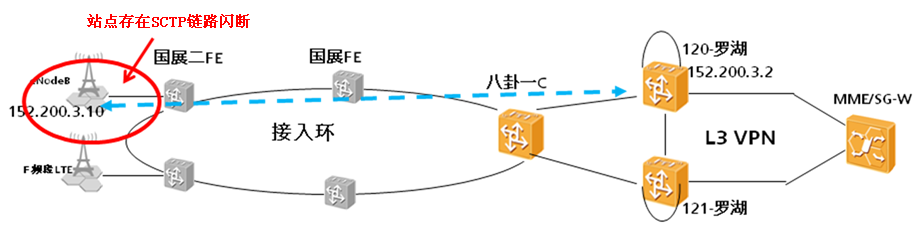 站点存在SCTP链路闪断
国展二FE
国展FE
120-罗湖
152.200.3.2
eNodeB
152.200.3.10
八卦一C
MME/SG-W
接入环
L3 VPN
F频段LTE
121-罗湖